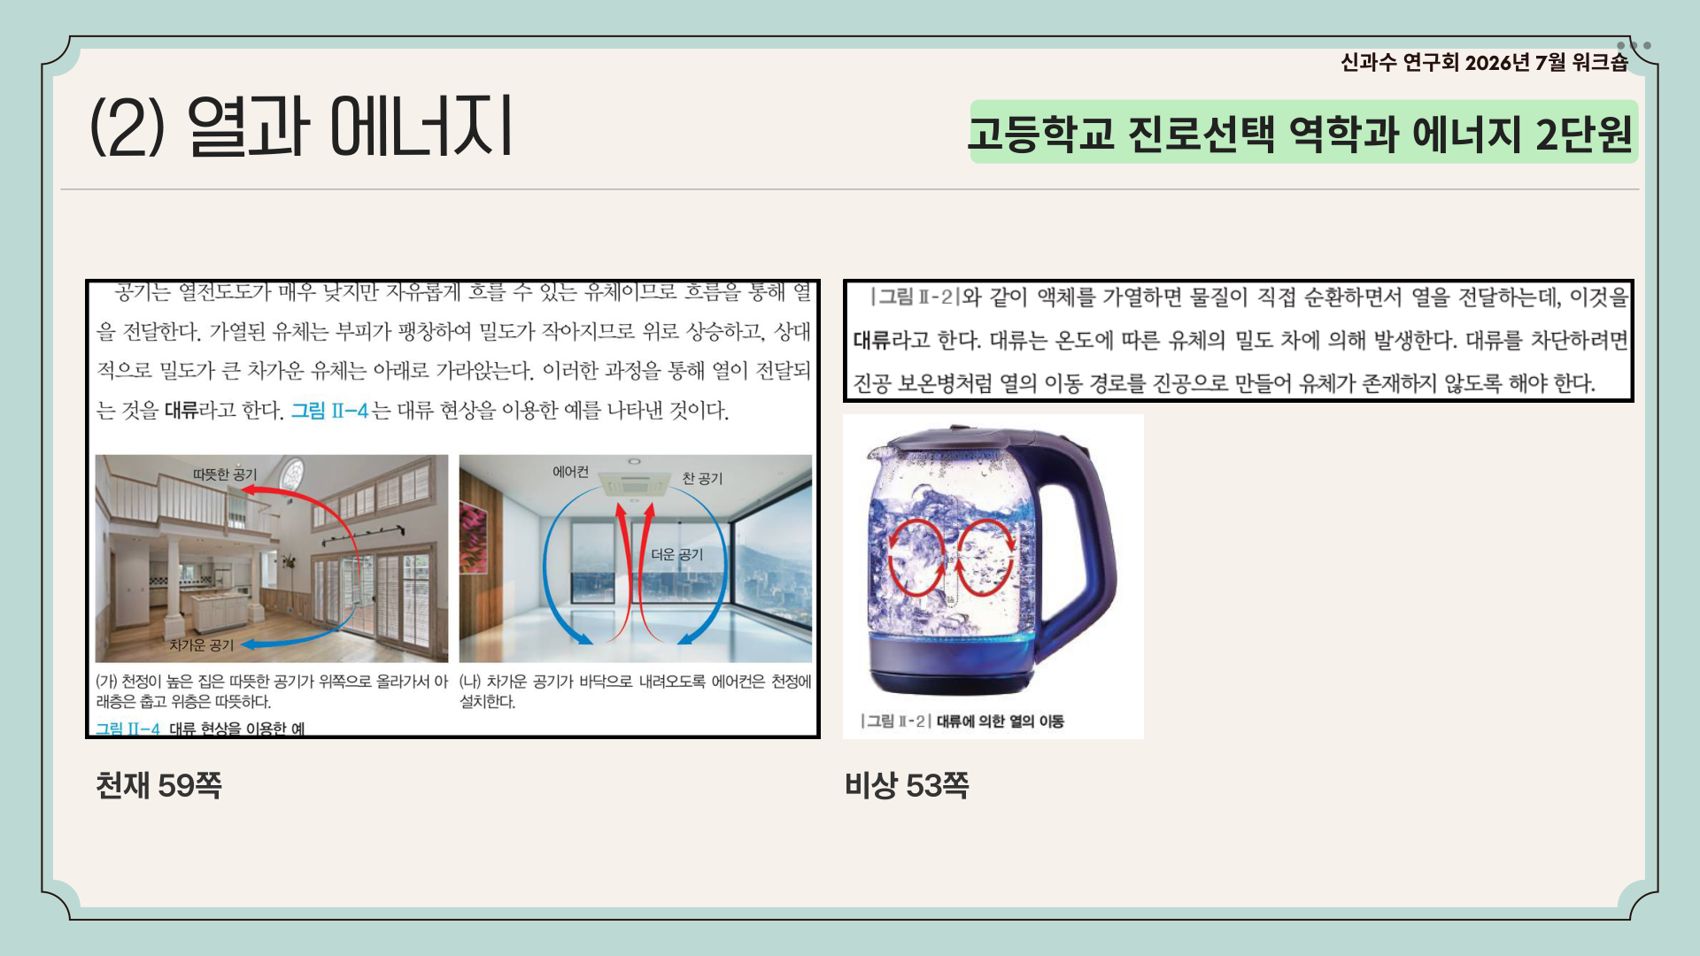 신과수 연구회 2026년 7월 워크숍
(2) 열과 에너지
고등학교 진로선택 역학과 에너지 2단원
공기는 열전도도가 매우 낮지만 자유롭게 흐를 수 있는 유체이므로 흐름을 통해 열
을 전달한다. 가열된 유체는 부피가 팽창하여 밀도가 작아지므로 위로 상승하고, 상대
적으로 밀도가 큰 차가운 유체는 아래로 가라앉는다. 이러한 과정을 통해 열이 전달되
는 것을 대류라고 한다. 그림 Ⅱ-4는 대류 현상을 이용한 예를 나타낸 것이다.
따뜻한 공기
차가운 공기
에어컨
찬 공기
더운 공기
(가) 천정이 높은 집은 따뜻한 공기가 위쪽으로 올라가서 아
래층은 춥고 위층은 따뜻하다.
(나) 차가운 공기가 바닥으로 내려오도록 에어컨은 천정에
설치한다.
그림 Ⅱ-4 대류 현상을 이용한 예
천재 59쪽
|그림 Ⅱ-2|와 같이 액체를 가열하면 물질이 직접 순환하면서 열을 전달하는데, 이것을
대류라고 한다. 대류는 온도에 따른 유체의 밀도 차에 의해 발생한다. 대류를 차단하려면
진공 보온병처럼 열의 이동 경로를 진공으로 만들어 유체가 존재하지 않도록 해야 한다.
|그림 Ⅱ-2| 대류에 의한 열의 이동
비상 53쪽